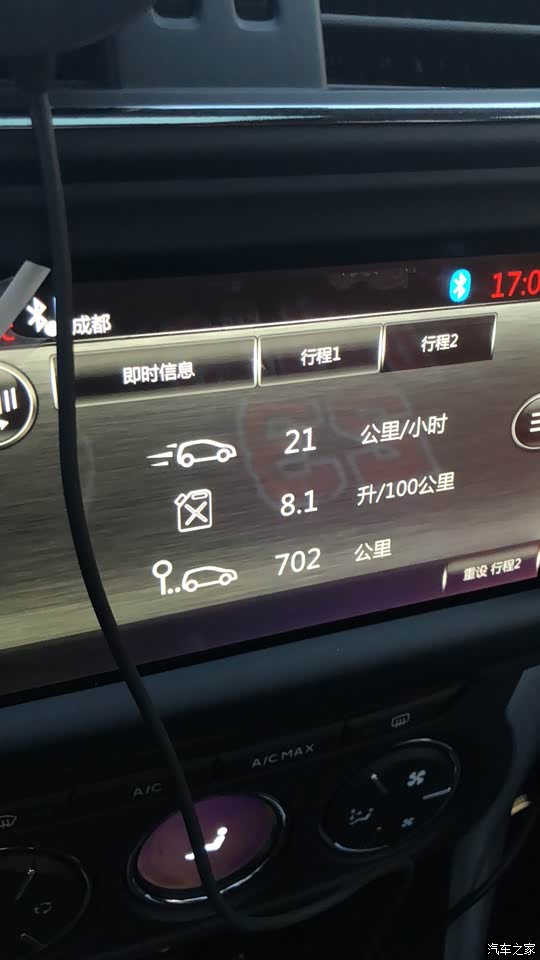 17:0
成都
即时信息
行程1
行程2
21 公里/小时
8.1 升/100公里
702 公里
重设 行程2
A/C
A/C MAX
汽车之家